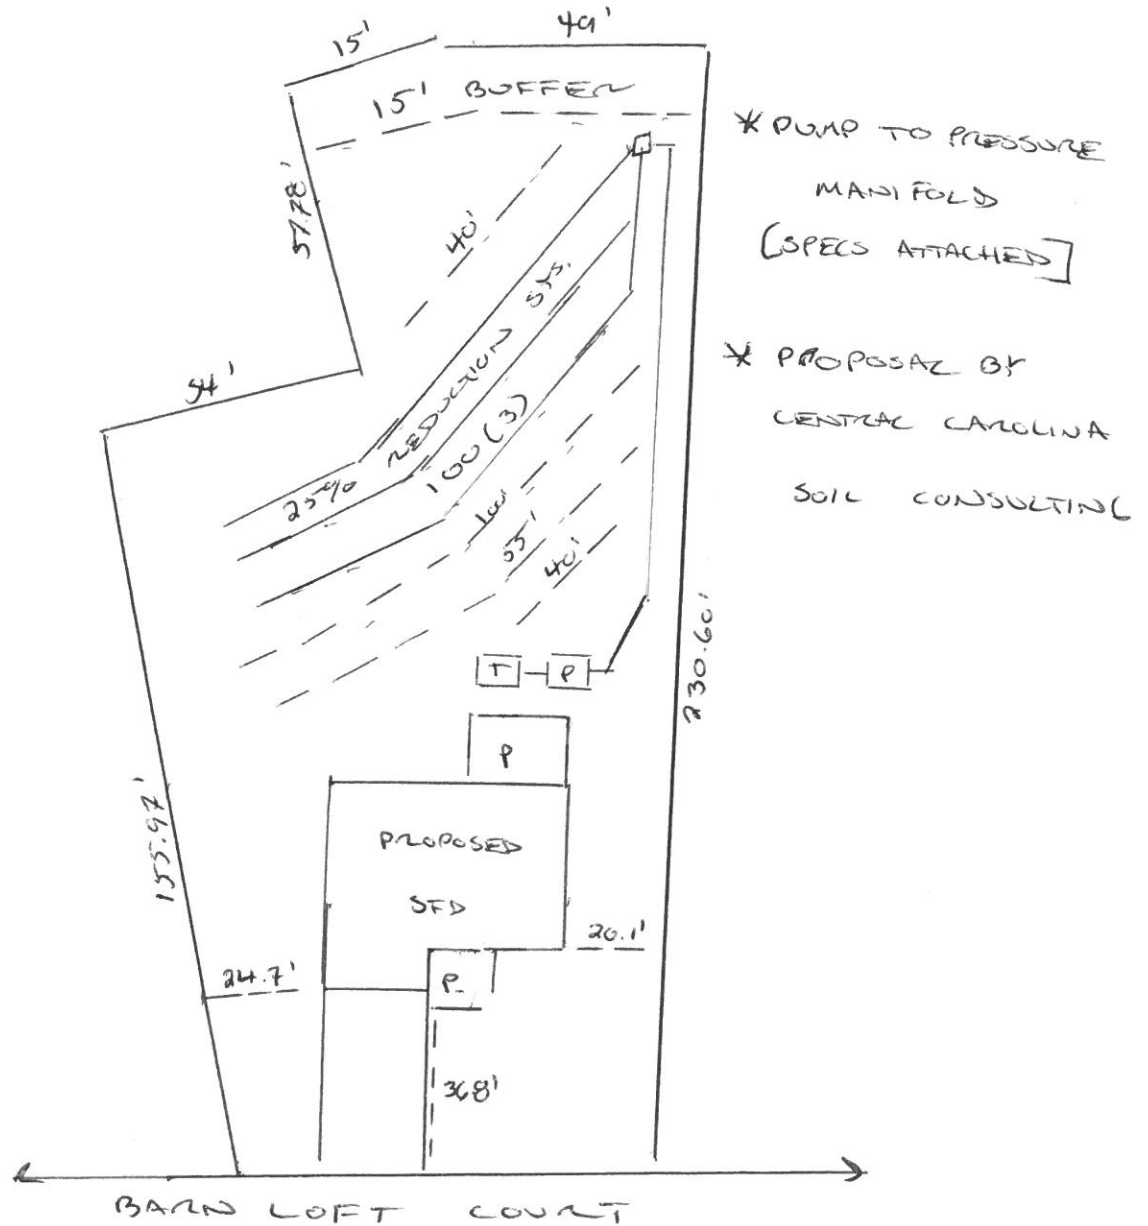 49'
15'
15' BUFFER
* PUMP TO PRESSURE
MANIFOLD
[SPECS ATTACHED]
57.78'
40'
54'
25% REDUCTION SYS.
100 (3)
* PROPOSAL BY
CENTRAL CAROLINA
SOIL CONSULTING
100'
55'
40'
230.60'
T
P
P
155.97'
PROPOSED
SFD
20.1'
24.7'
P
368'
BARN LOFT COURT